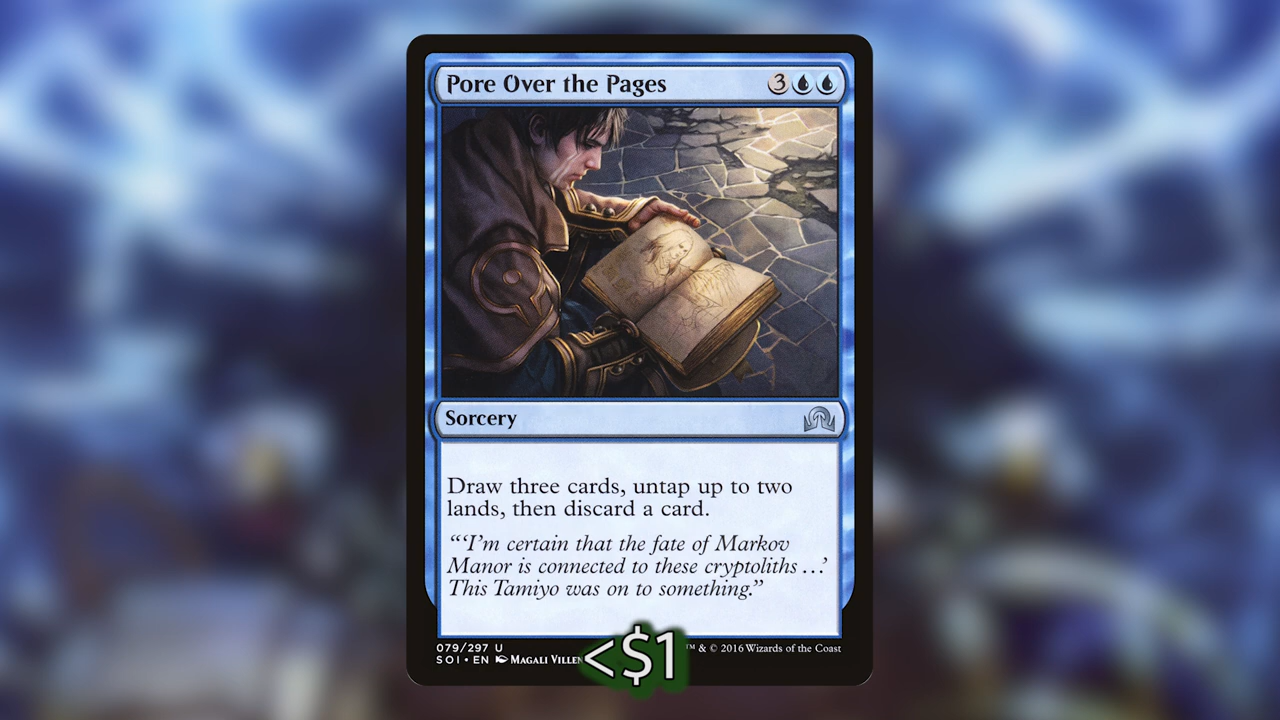 Pore Over the Pages 3
Sorcery
Draw three cards, untap up to two
lands, then discard a card.
“‘I’m certain that the fate of Markov
Manor is connected to these cryptoliths…’
This Tamiyo was on to something.”
079/297 U
SOI • EN MAGALI
™ & © 2016 Wizards of the Coast
<$1